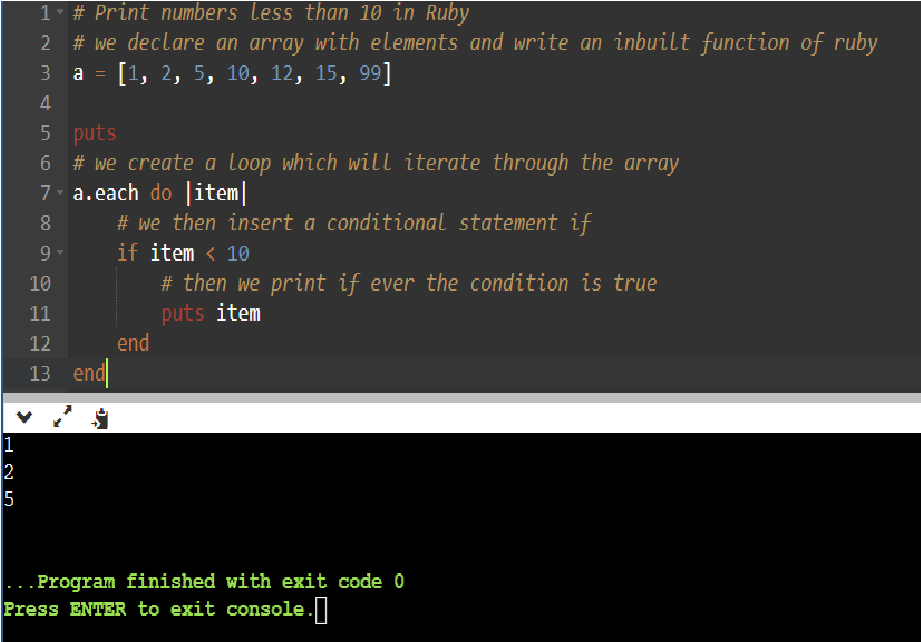 1 # Print numbers less than 10 in Ruby
2 # we declare an array with elements and write an inbuilt function of ruby
3 a = [1, 2, 5, 10, 12, 15, 99]
4
5 puts
6 # we create a loop which will iterate through the array
7 a.each do |item|
8     # we then insert a conditional statement if
9     if item < 10
10         # then we print if ever the condition is true
11         puts item
12     end
13 end
1
2
5
...Program finished with exit code 0
Press ENTER to exit console.